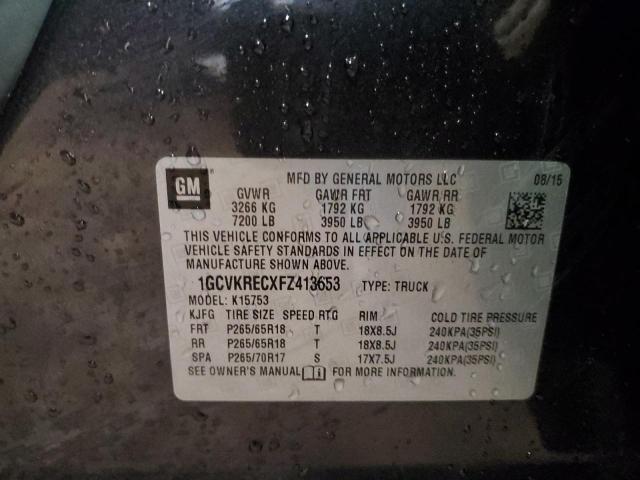 GM
MFD BY GENERAL MOTORS LLC 08/15
GVWR GAWR FRT GAWR RR
3266 KG 1792 KG 1792 KG
7200 LB 3950 LB 3950 LB
THIS VEHICLE CONFORMS TO ALL APPLICABLE U.S. FEDERAL MOTOR
VEHICLE SAFETY STANDARDS IN EFFECT ON THE DATE OF
MANUFACTURE SHOWN ABOVE.
1GCVKRECXFZ413653 TYPE: TRUCK
MODEL: K15753
KJFG TIRE SIZE SPEED RTG RIM COLD TIRE PRESSURE
FRT P265/65R18 T 18X8.5J 240KPA(35PSI)
RR P265/65R18 T 18X8.5J 240KPA(35PSI)
SPA P265/70R17 S 17X7.5J 240KPA(35PSI)
SEE OWNER'S MANUAL FOR MORE INFORMATION.